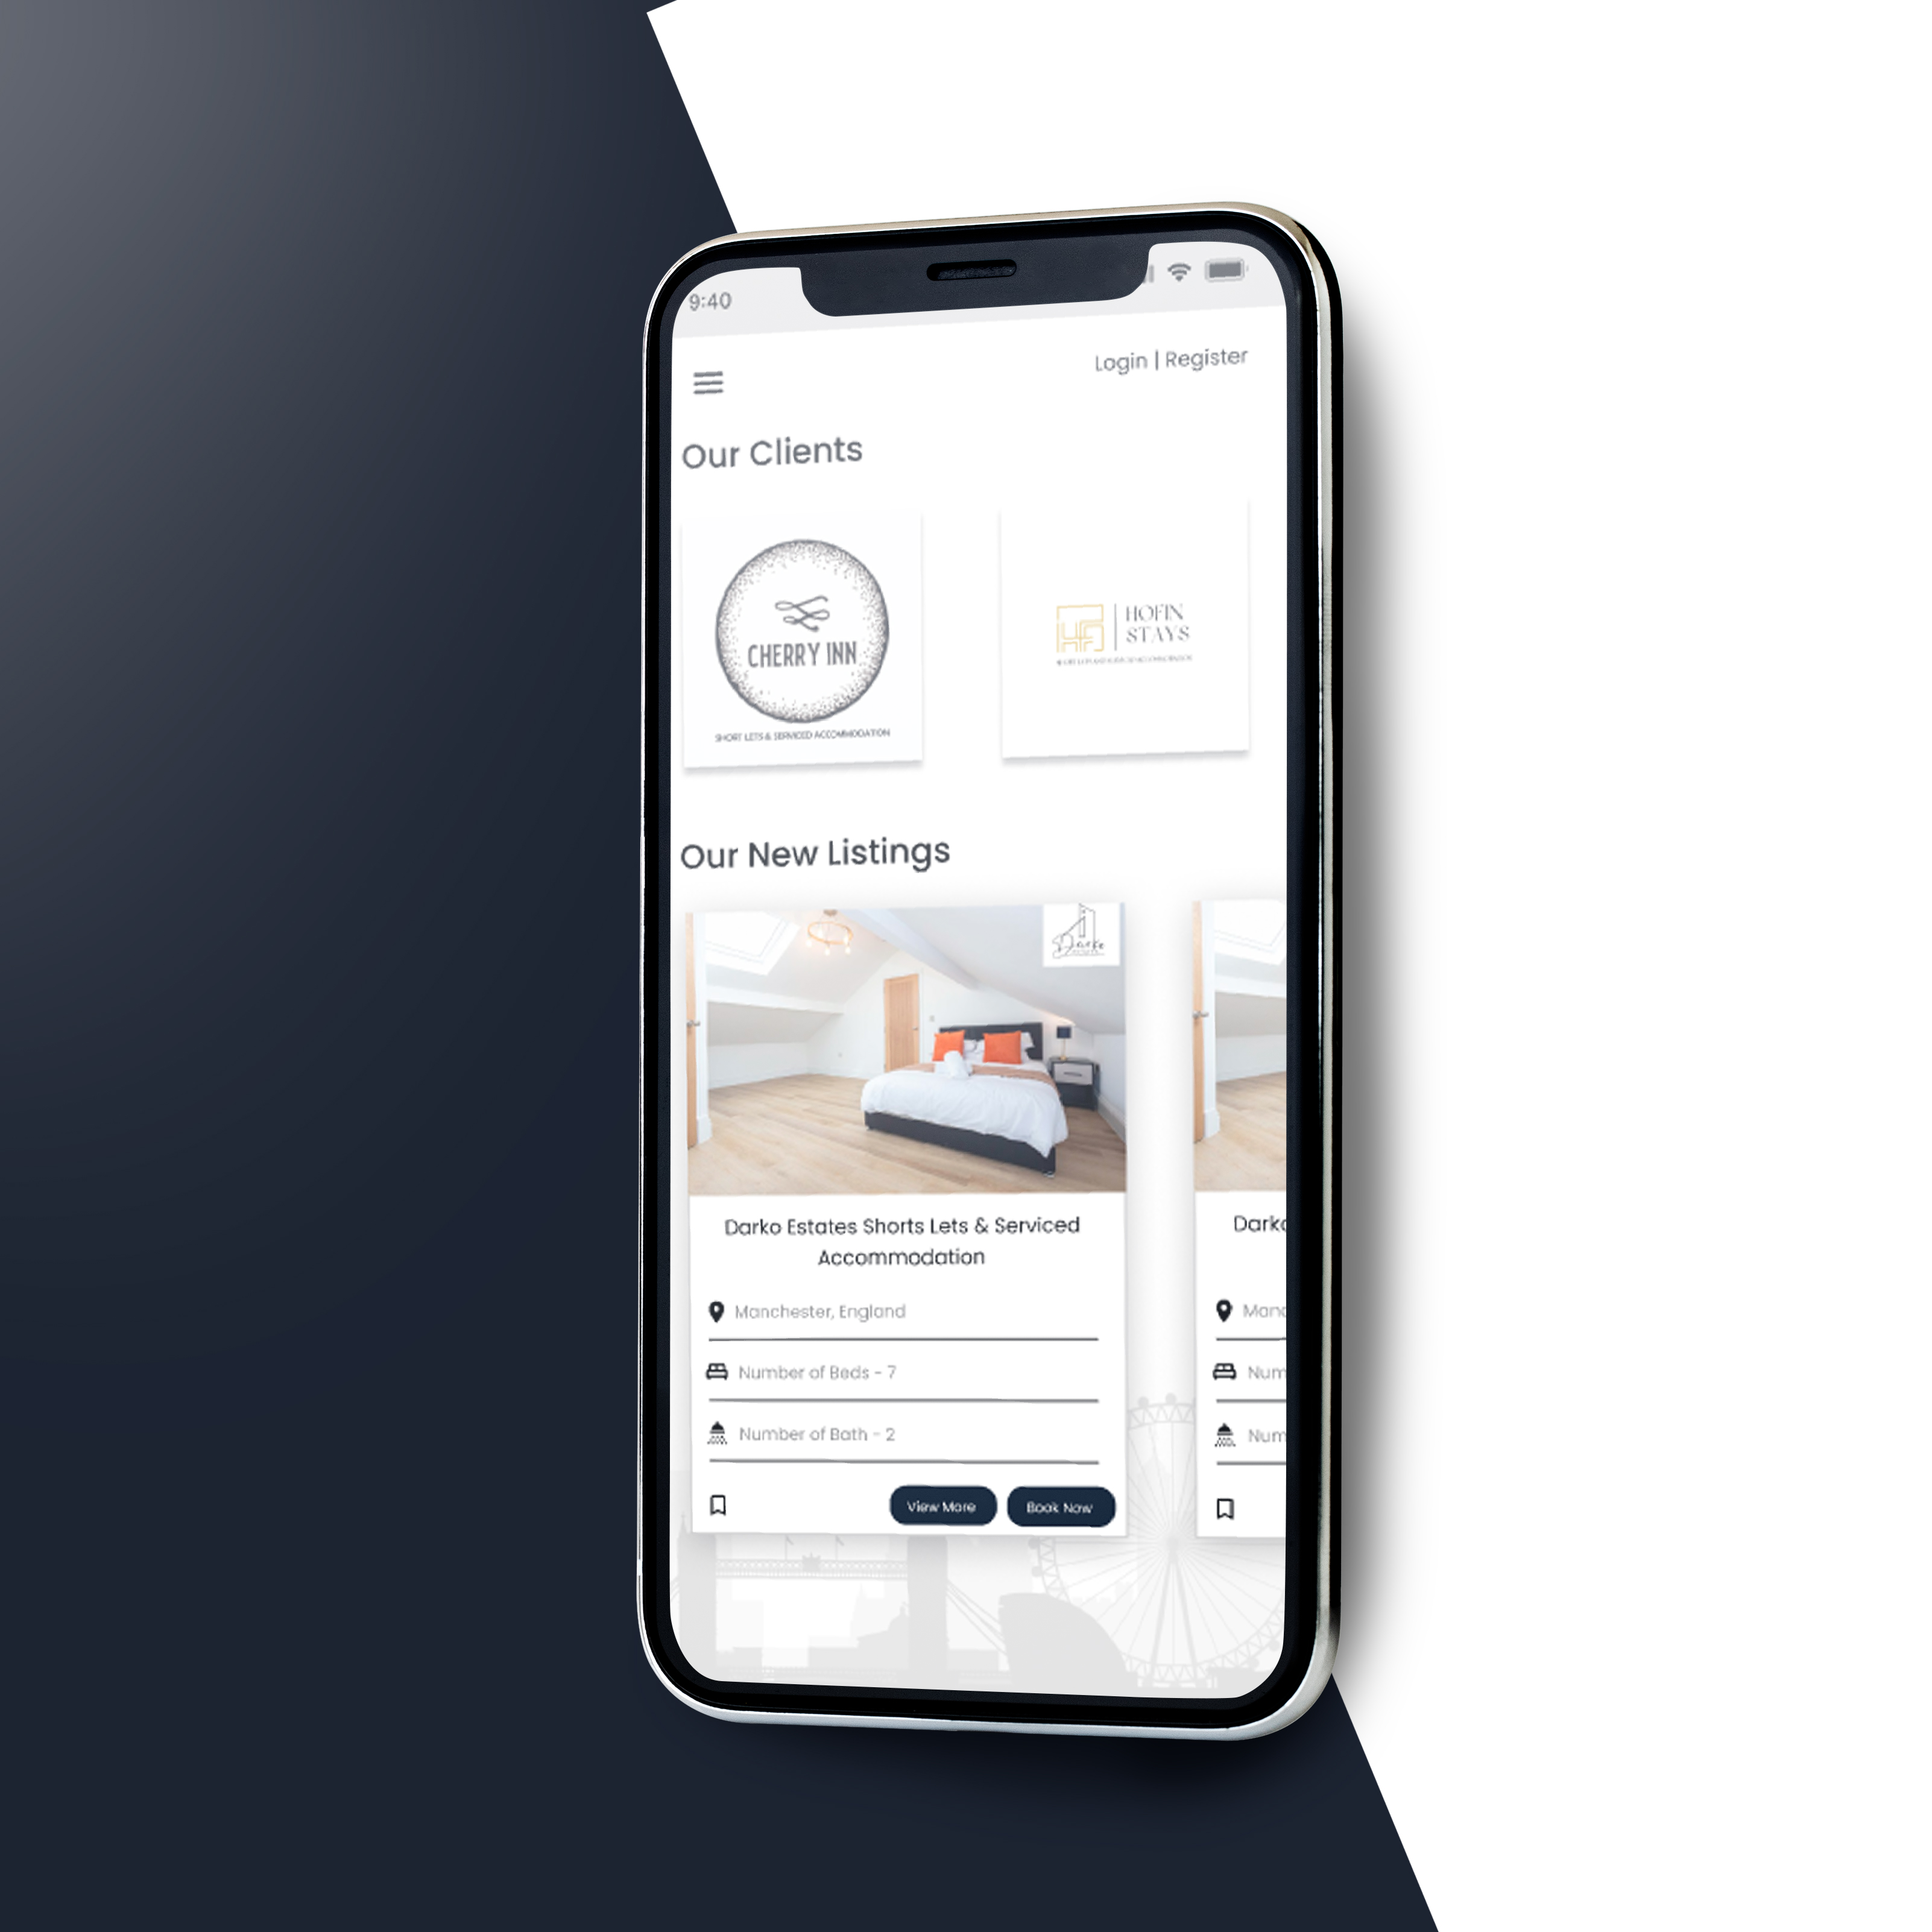 9:40
Login | Register
Our Clients
CHERRY INN
SHORT LETS & SERVICED ACCOMMODATION
HOFIN
STAYS
Our New Listings
Darko
Darko Estates Shorts Lets & Serviced
Accommodation
Manchester, England
Number of Beds - 7
Number of Bath - 2
View More
Book Now
Darko
Manc
Num
Num